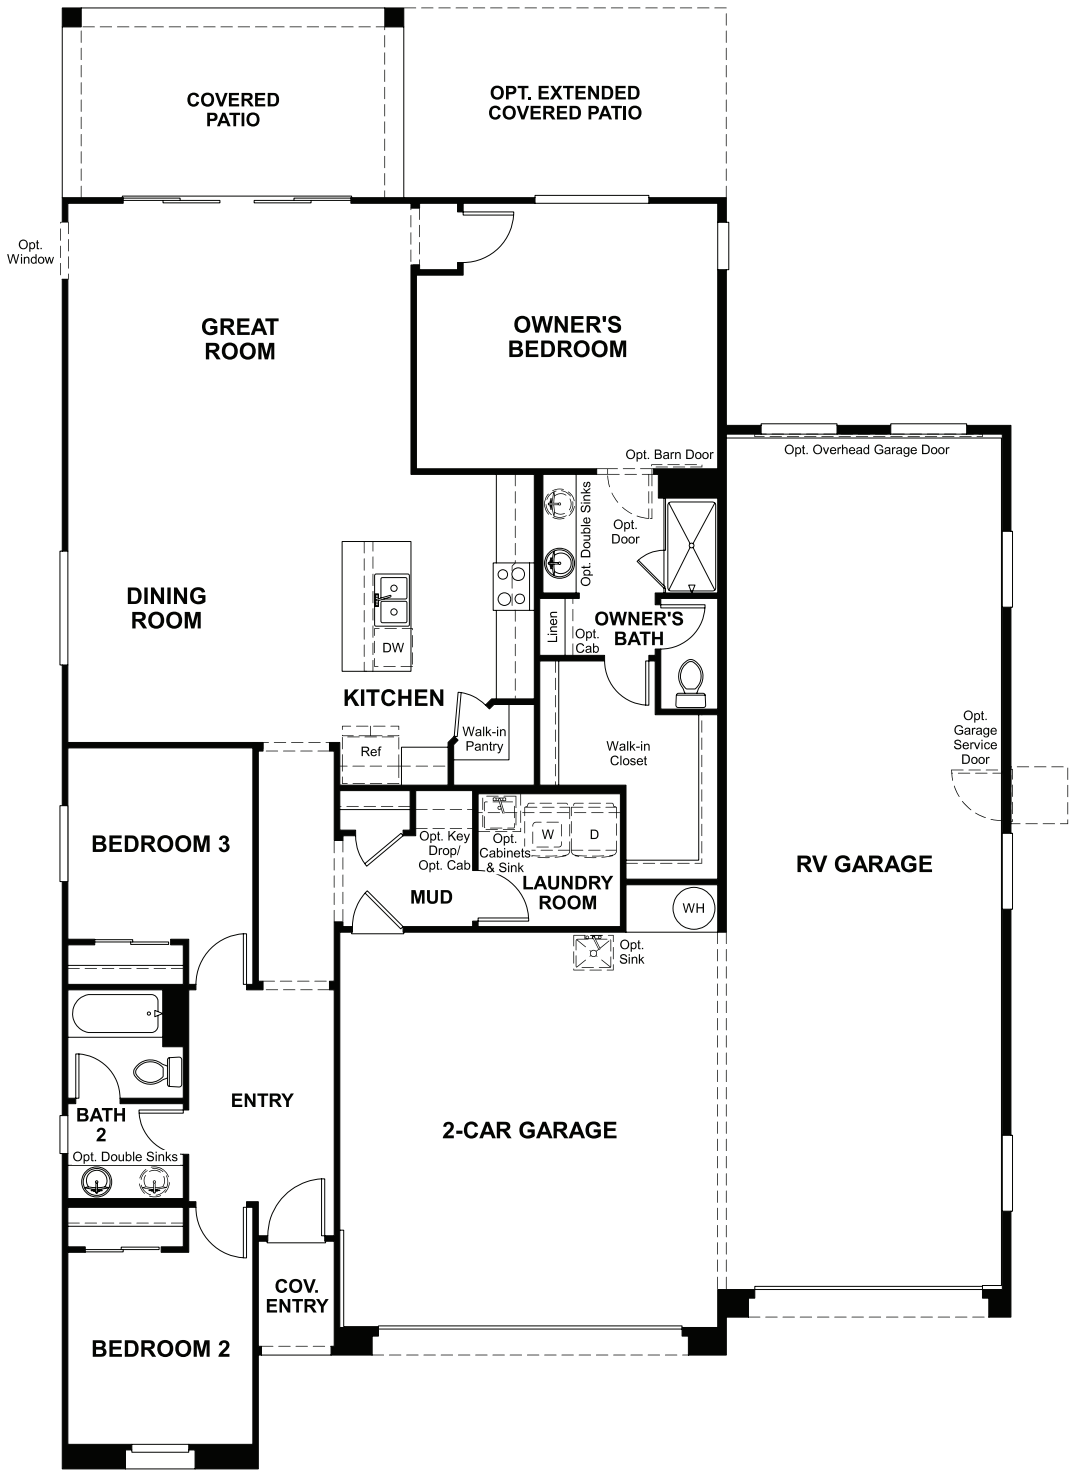 COVERED
PATIO
OPT. EXTENDED
COVERED PATIO
Opt.
Window
GREAT
ROOM
OWNER'S
BEDROOM
Opt. Barn Door
Opt. Overhead Garage Door
Opt. Double Sinks
Opt.
Door
DINING
ROOM
DW
Linen
Opt.
Cab
OWNER'S
BATH
KITCHEN
Ref
Walk-in
Pantry
Walk-in
Closet
Opt.
Garage
Service
Door
BEDROOM 3
Opt. Key
Drop/
Opt. Cab
Opt.
Cabinets
& Sink
W
D
MUD
LAUNDRY
ROOM
RV GARAGE
WH
Opt.
Sink
ENTRY
BATH
2
Opt. Double Sinks
2-CAR GARAGE
COV.
ENTRY
BEDROOM 2